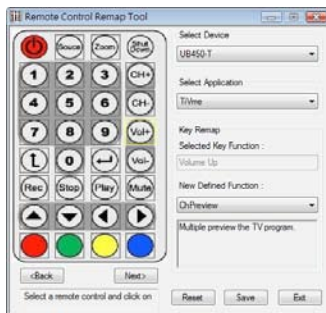 Remote Control Remap Tool
Souce
Zoom
Shut Down
1
2
3
CH+
4
5
6
CH-
7
8
9
Vol+
0
Vol-
Rec
Stop
Play
Mute
<Back
Next>
Select a remote control and click on
Select Device
UB450-T
Select Application
TiVme
Key Remap
Selected Key Function :
Volume Up
New Defined Function :
ChPreview
Multiple preview the TV program.
Reset
Save
Exit